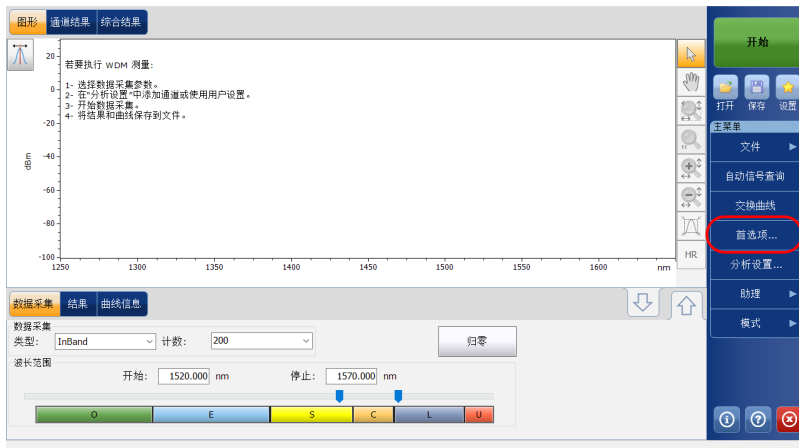 图形 通道结果 综合结果
若要执行 WDM 测量:
1- 选择数据采集参数。
2- 在"分析设置"中添加通道或使用用户设置。
3- 开始数据采集。
4- 将结果和曲线保存到文件。
dBm
20
0
-20
-40
-60
-80
-100
1250 1300 1350 1400 1450 1500 1550 1600 nm
1:1
HR
数据采集 结果 曲线信息
数据采集
类型: InBand 计数: 200 归零
波长范围
开始: 1520.000 nm 停止: 1570.000 nm
O E S C L U
开始
打开 保存 设置
主菜单
文件
自动信号查询
交换曲线
首选项...
分析设置...
助理
模式